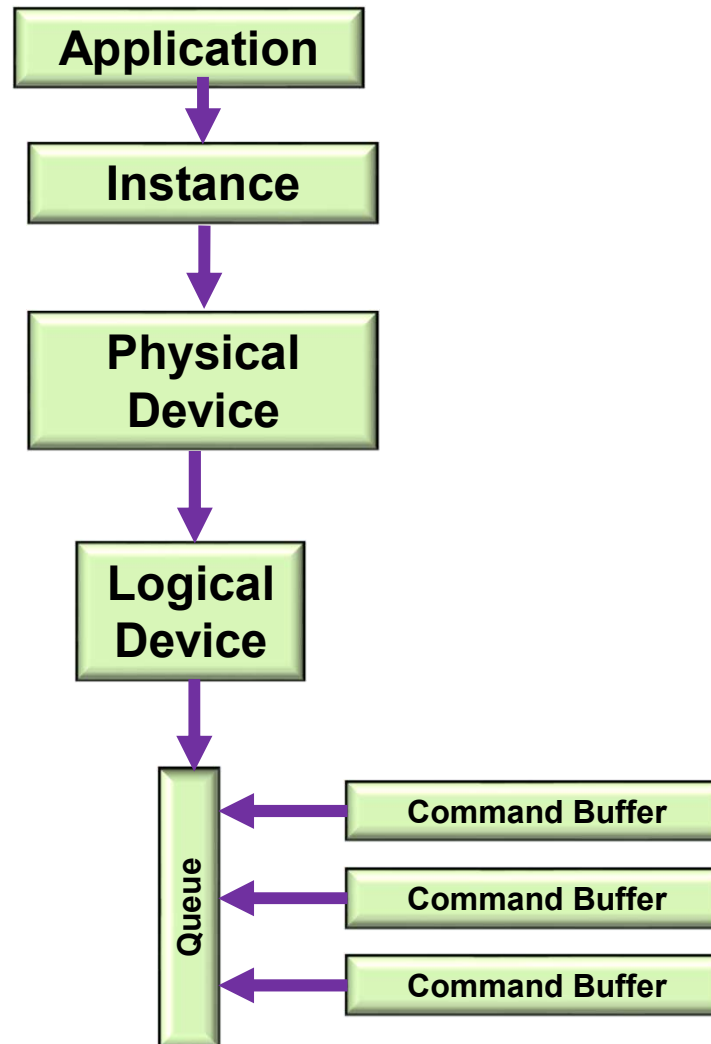 Application
Instance
Physical
Device
Logical
Device
Queue
Command Buffer
Command Buffer
Command Buffer